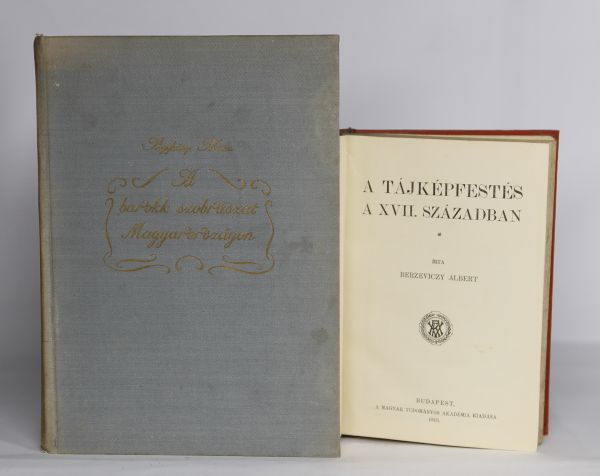 A
barokk szobrászat
Magyarországon
A TÁJKÉPFESTÉS
A XVII. SZÁZADBAN
ÍRTA
BERZEVICZY ALBERT
BUDAPEST,
A MAGYAR TUDOMÁNYOS AKADÉMIA KIADÁSA